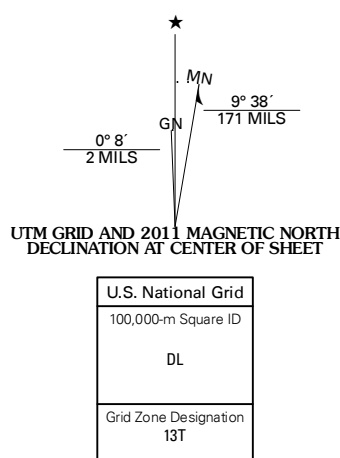 ★
MN
9° 38´
171 MILS
GN
0° 8´
2 MILS
UTM GRID AND 2011 MAGNETIC NORTH
DECLINATION AT CENTER OF SHEET
U.S. National Grid
100,000-m Square ID
DL
Grid Zone Designation
13T